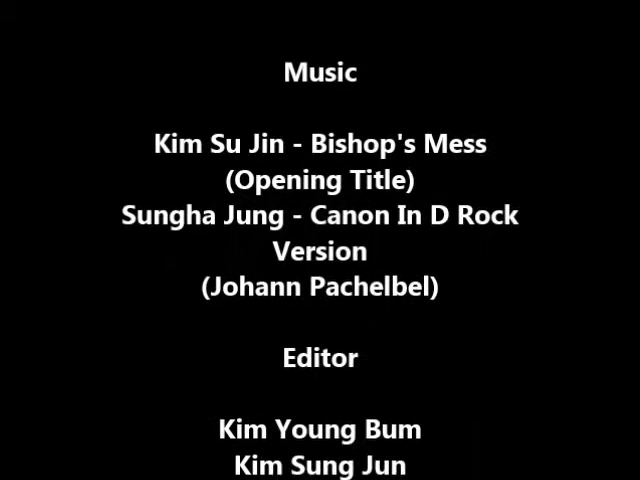 Music
Kim Su Jin - Bishop's Mess
(Opening Title)
Sungha Jung - Canon In D Rock
Version
(Johann Pachelbel)
Editor
Kim Young Bum
Kim Sung Jun